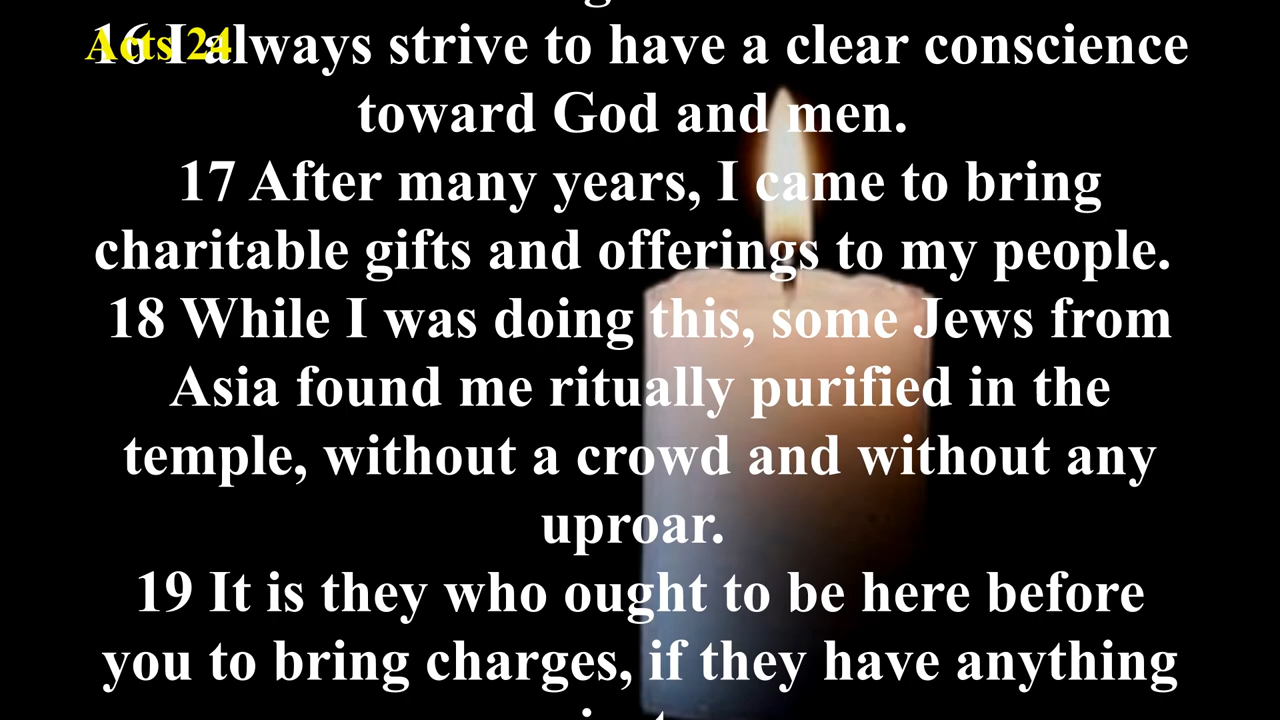 Acts 24
16 I always strive to have a clear conscience
toward God and men.
17 After many years, I came to bring
charitable gifts and offerings to my people.
18 While I was doing this, some Jews from
Asia found me ritually purified in the
temple, without a crowd and without any
uproar.
19 It is they who ought to be here before
you to bring charges, if they have anything